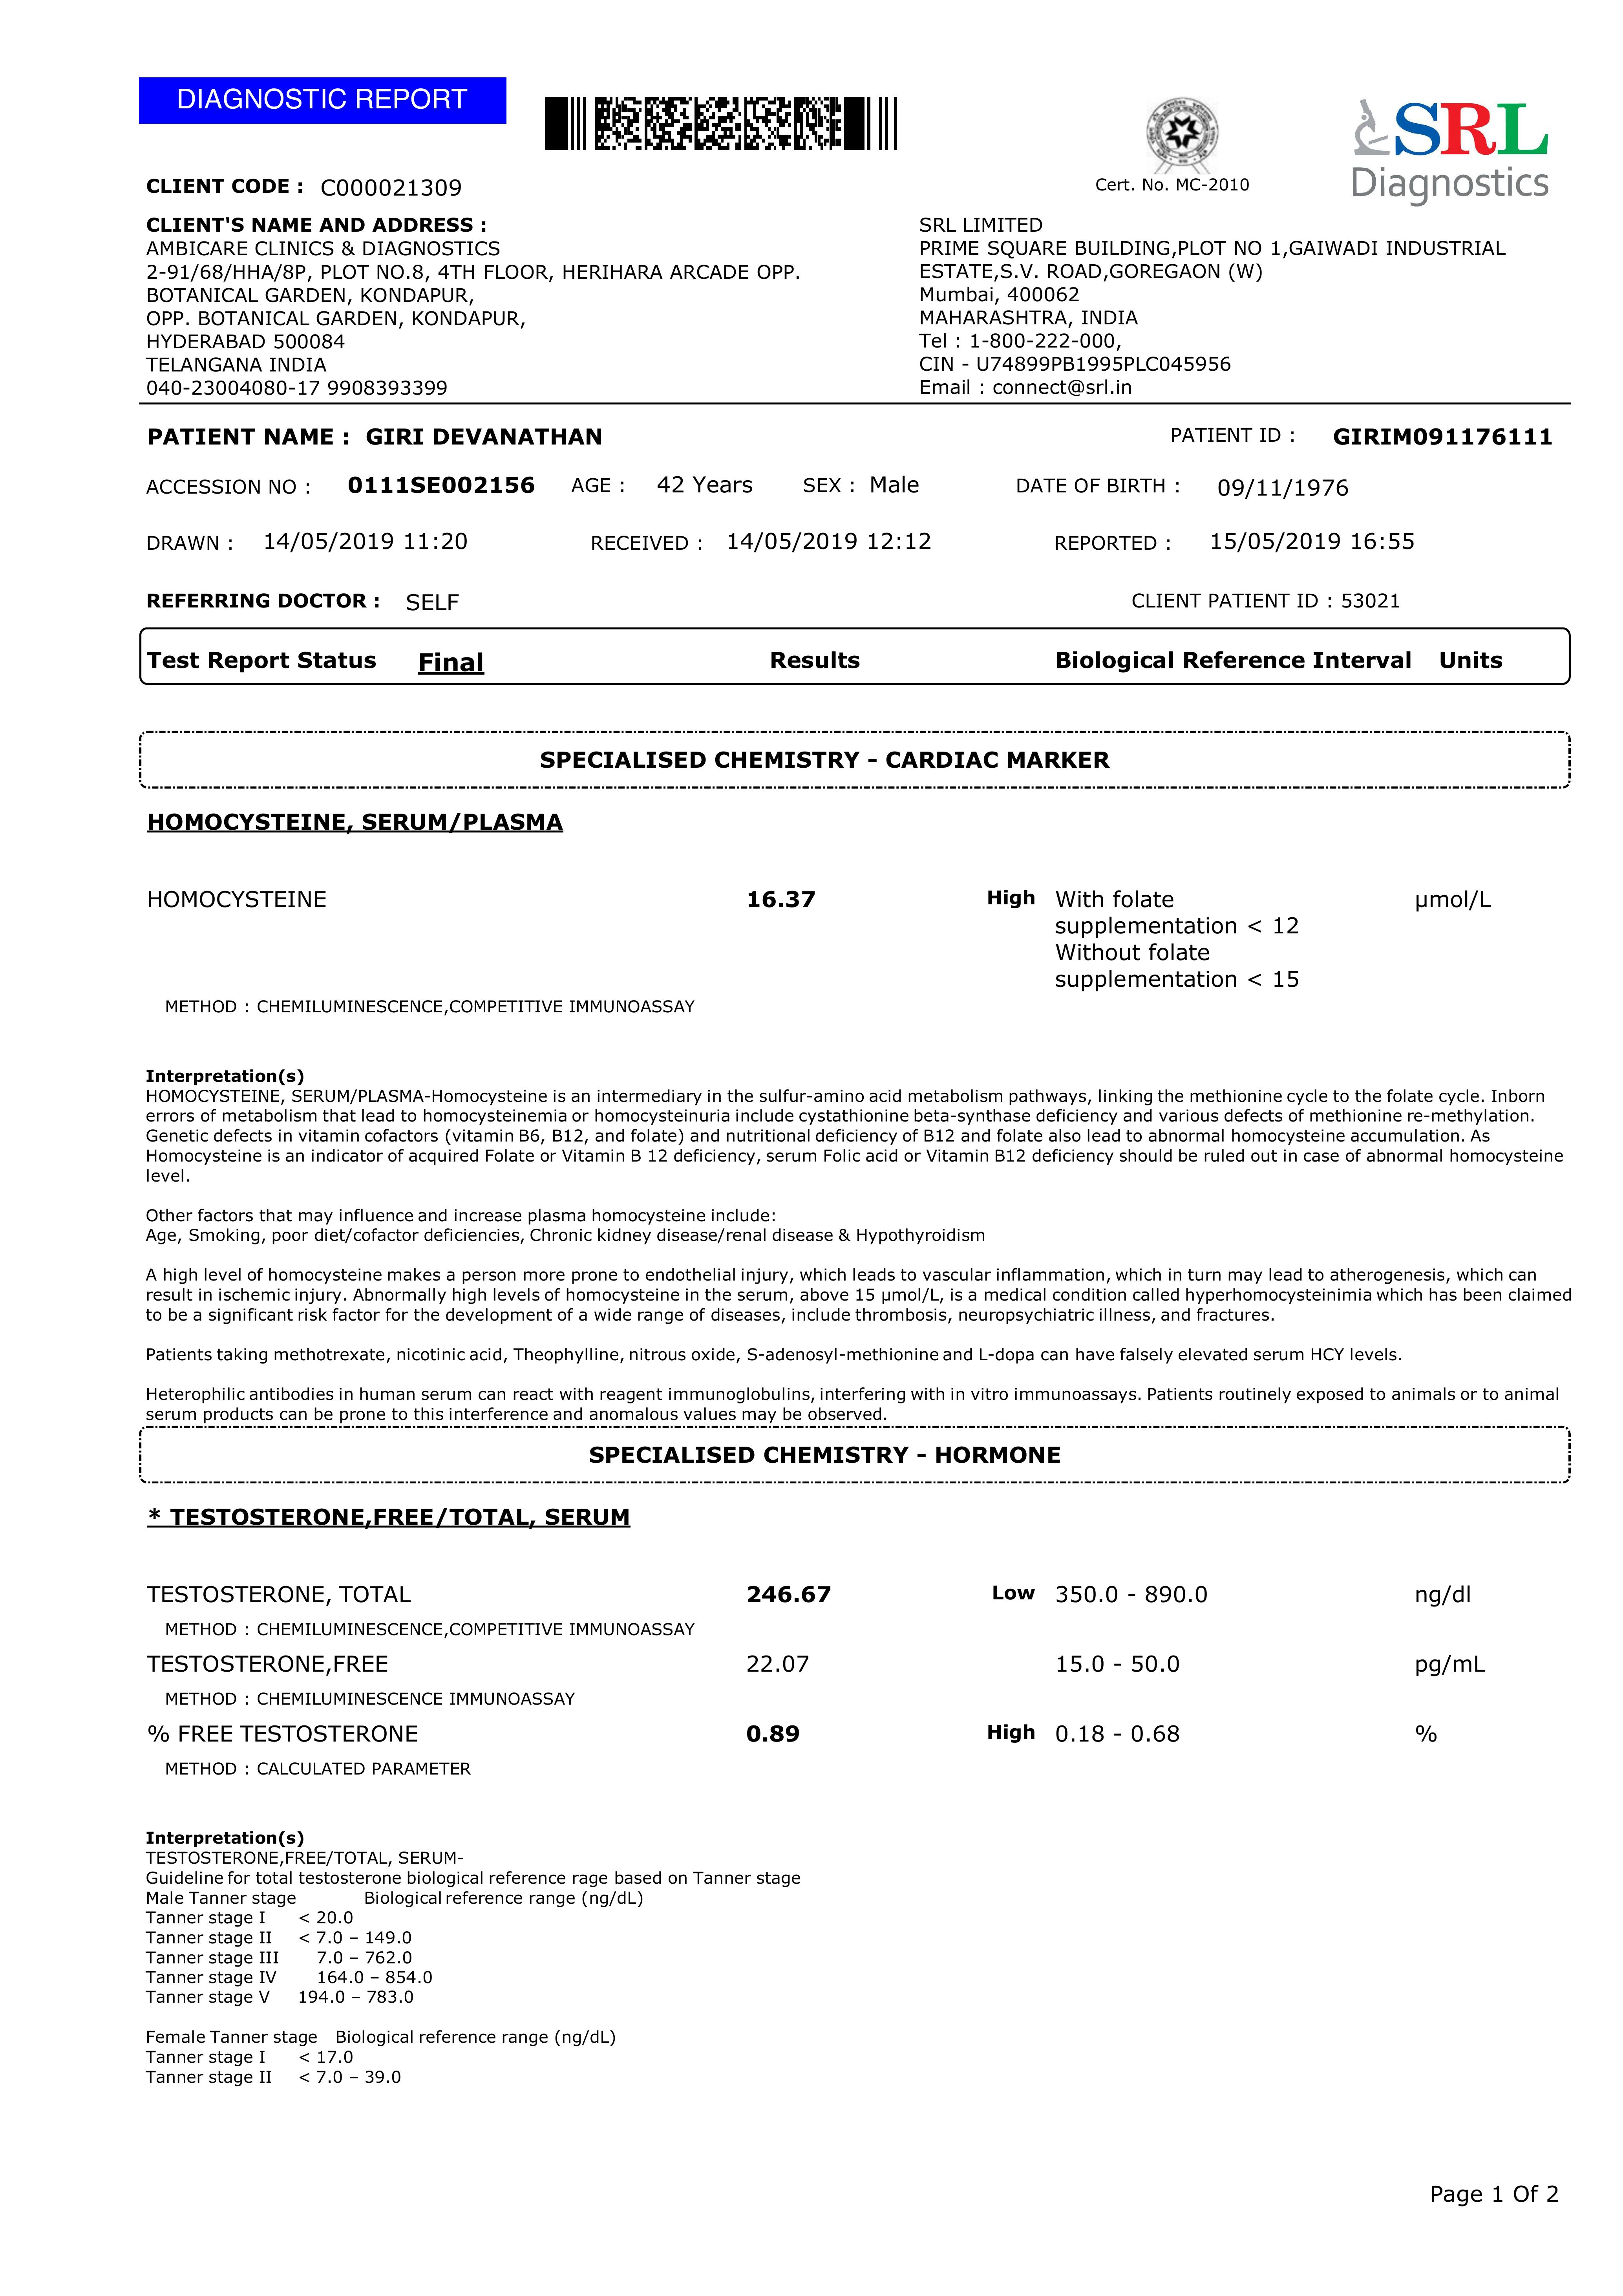 DIAGNOSTIC REPORT
Cert. No. MC-2010
SRL
Diagnostics
CLIENT CODE : C000021309
CLIENT'S NAME AND ADDRESS :
AMBICARE CLINICS & DIAGNOSTICS
2-91/68/HHA/8P, PLOT NO.8, 4TH FLOOR, HERIHARA ARCADE OPP.
BOTANICAL GARDEN, KONDAPUR,
OPP. BOTANICAL GARDEN, KONDAPUR,
HYDERABAD 500084
TELANGANA INDIA
040-23004080-17 9908393399
SRL LIMITED
PRIME SQUARE BUILDING,PLOT NO 1,GAIWADI INDUSTRIAL
ESTATE,S.V. ROAD,GOREGAON (W)
Mumbai, 400062
MAHARASHTRA, INDIA
Tel : 1-800-222-000,
CIN - U74899PB1995PLC045956
Email : connect@srl.in
PATIENT NAME : GIRI DEVANATHAN PATIENT ID : GIRIM091176111
ACCESSION NO : 0111SE002156 AGE : 42 Years SEX : Male DATE OF BIRTH : 09/11/1976
DRAWN : 14/05/2019 11:20 RECEIVED : 14/05/2019 12:12 REPORTED : 15/05/2019 16:55
REFERRING DOCTOR : SELF CLIENT PATIENT ID : 53021
Test Report Status Final Results Biological Reference Interval Units
SPECIALISED CHEMISTRY - CARDIAC MARKER
HOMOCYSTEINE, SERUM/PLASMA
HOMOCYSTEINE 16.37 High With folate µmol/L
supplementation < 12
Without folate
supplementation < 15
METHOD : CHEMILUMINESCENCE,COMPETITIVE IMMUNOASSAY
Interpretation(s)
HOMOCYSTEINE, SERUM/PLASMA-Homocysteine is an intermediary in the sulfur-amino acid metabolism pathways, linking the methionine cycle to the folate cycle. Inborn
errors of metabolism that lead to homocysteinemia or homocysteinuria include cystathionine beta-synthase deficiency and various defects of methionine re-methylation.
Genetic defects in vitamin cofactors (vitamin B6, B12, and folate) and nutritional deficiency of B12 and folate also lead to abnormal homocysteine accumulation. As
Homocysteine is an indicator of acquired Folate or Vitamin B 12 deficiency, serum Folic acid or Vitamin B12 deficiency should be ruled out in case of abnormal homocysteine
level.
Other factors that may influence and increase plasma homocysteine include:
Age, Smoking, poor diet/cofactor deficiencies, Chronic kidney disease/renal disease & Hypothyroidism
A high level of homocysteine makes a person more prone to endothelial injury, which leads to vascular inflammation, which in turn may lead to atherogenesis, which can
result in ischemic injury. Abnormally high levels of homocysteine in the serum, above 15 µmol/L, is a medical condition called hyperhomocysteinimia which has been claimed
to be a significant risk factor for the development of a wide range of diseases, include thrombosis, neuropsychiatric illness, and fractures.
Patients taking methotrexate, nicotinic acid, Theophylline, nitrous oxide, S-adenosyl-methionine and L-dopa can have falsely elevated serum HCY levels.
Heterophilic antibodies in human serum can react with reagent immunoglobulins, interfering with in vitro immunoassays. Patients routinely exposed to animals or to animal
serum products can be prone to this interference and anomalous values may be observed.
SPECIALISED CHEMISTRY - HORMONE
* TESTOSTERONE,FREE/TOTAL, SERUM
TESTOSTERONE, TOTAL 246.67 Low 350.0 - 890.0 ng/dl
METHOD : CHEMILUMINESCENCE,COMPETITIVE IMMUNOASSAY
TESTOSTERONE,FREE 22.07 15.0 - 50.0 pg/mL
METHOD : CHEMILUMINESCENCE IMMUNOASSAY
% FREE TESTOSTERONE 0.89 High 0.18 - 0.68 %
METHOD : CALCULATED PARAMETER
Interpretation(s)
TESTOSTERONE,FREE/TOTAL, SERUM-
Guideline for total testosterone biological reference rage based on Tanner stage
Male Tanner stage Biological reference range (ng/dL)
Tanner stage I < 20.0
Tanner stage II < 7.0 – 149.0
Tanner stage III 7.0 – 762.0
Tanner stage IV 164.0 – 854.0
Tanner stage V 194.0 – 783.0
Female Tanner stage Biological reference range (ng/dL)
Tanner stage I < 17.0
Tanner stage II < 7.0 – 39.0
Page 1 Of 2